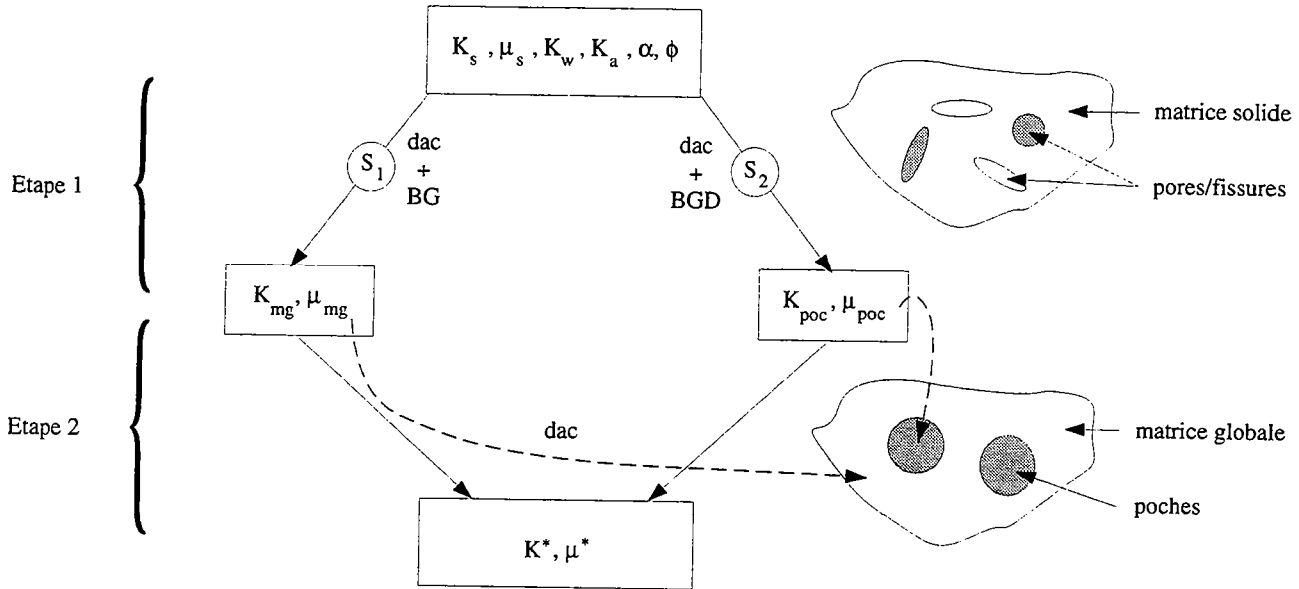 K_s , μ_s , K_w , K_a , α, φ
matrice solide
pores/fissures
Etape 1
S_1
dac
+
BG
dac
+
BGD
S_2
K_mg , μ_mg
K_poc , μ_poc
Etape 2
dac
matrice globale
poches
K*, μ*